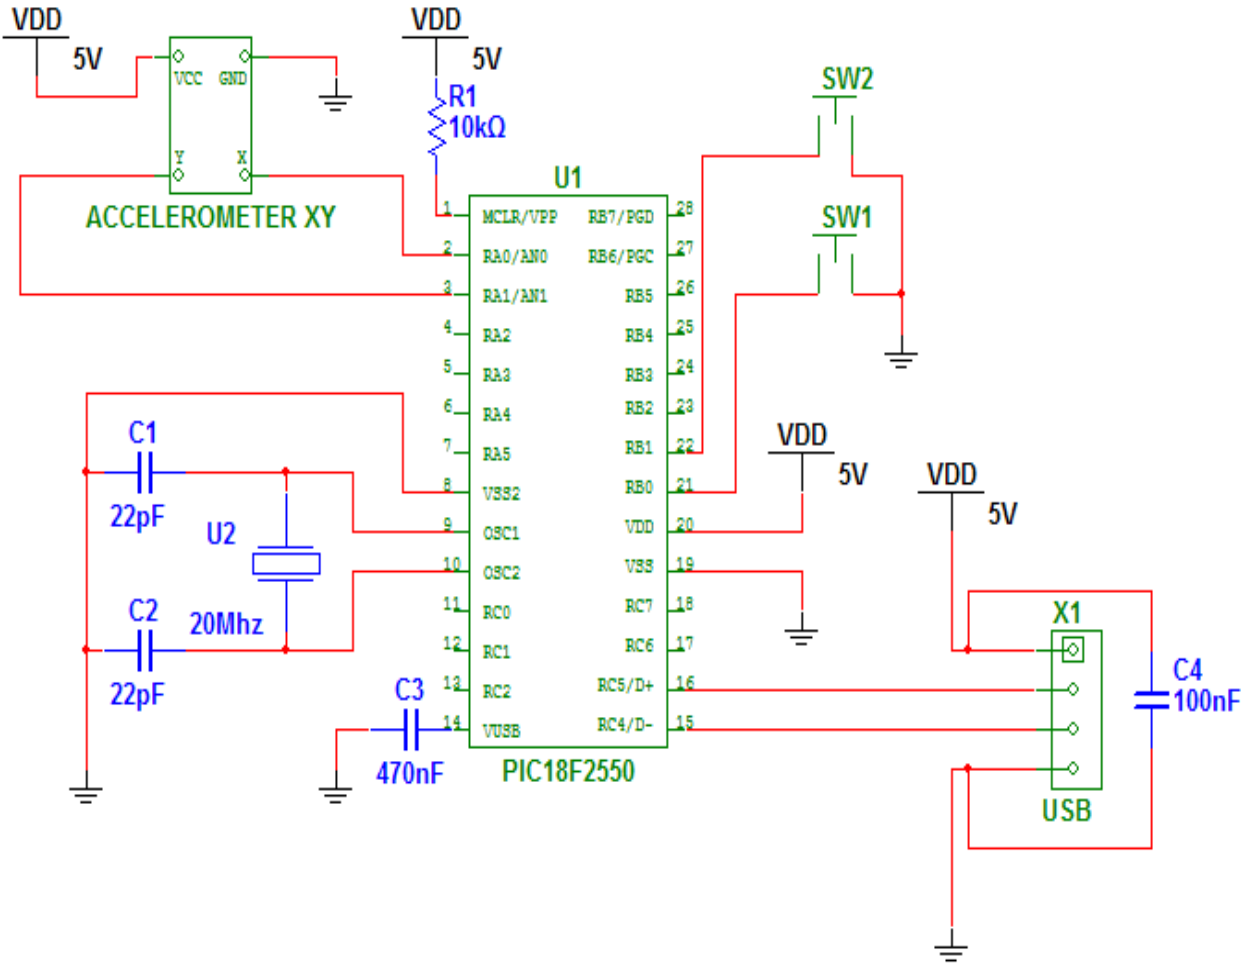 VDD
5V
VCC GND
Y X
ACCELEROMETER XY
VDD
5V
R1
10kΩ
U1
1 MCLR/VPP RB7/PGD 28
2 RA0/AN0 RB6/PGC 27
3 RA1/AN1 RB5 26
4 RA2 RB4 25
5 RA3 RB3 24
6 RA4 RB2 23
7 RA5 RB1 22
8 VSS2 RB0 21
9 OSC1 VDD 20
10 OSC2 VSS 19
11 RC0 RC7 18
12 RC1 RC6 17
13 RC2 RC5/D+ 16
14 VUSB RC4/D- 15
PIC18F2550
SW2
SW1
VDD
5V
VDD
5V
C1
22pF
U2
20Mhz
C2
22pF
C3
470nF
X1
USB
C4
100nF